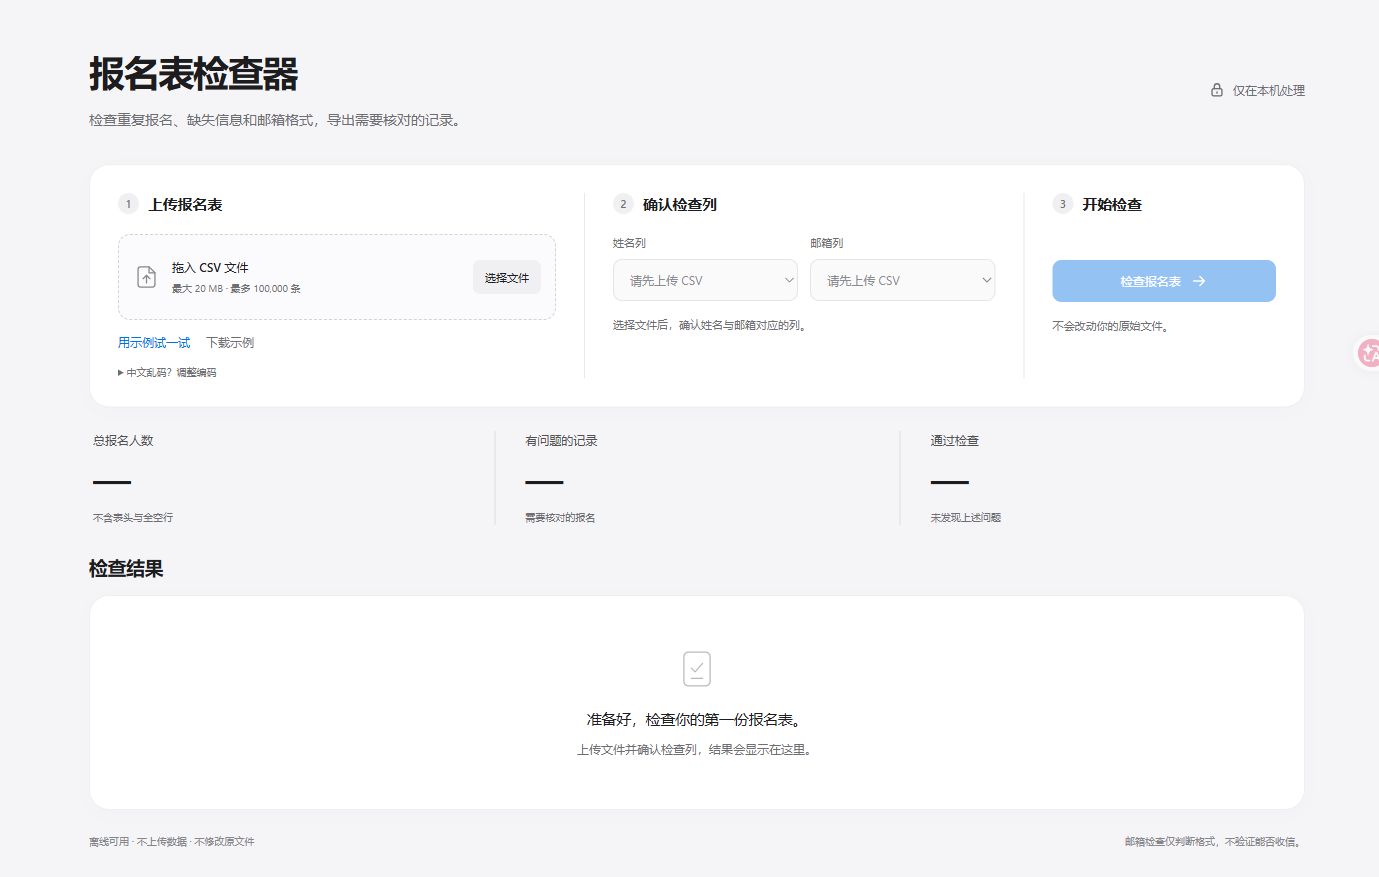 报名表检查器
仅在本机处理
检查重复报名、缺失信息和邮箱格式，导出需要核对的记录。
1 上传报名表
拖入 CSV 文件
最大 20 MB · 最多 100,000 条
选择文件
用示例试一试 下载示例
中文乱码？调整编码
2 确认检查列
姓名列 邮箱列
请先上传 CSV 请先上传 CSV
选择文件后，确认姓名与邮箱对应的列。
3 开始检查
检查报名表 →
不会改动你的原始文件。
总报名人数
—
不含表头与全空行
有问题的记录
—
需要核对的报名
通过检查
—
未发现上述问题
检查结果
准备好，检查你的第一份报名表。
上传文件并确认检查列，结果会显示在这里。
离线可用 · 不上传数据 · 不修改原文件
邮箱检查仅判断格式，不验证能否收信。